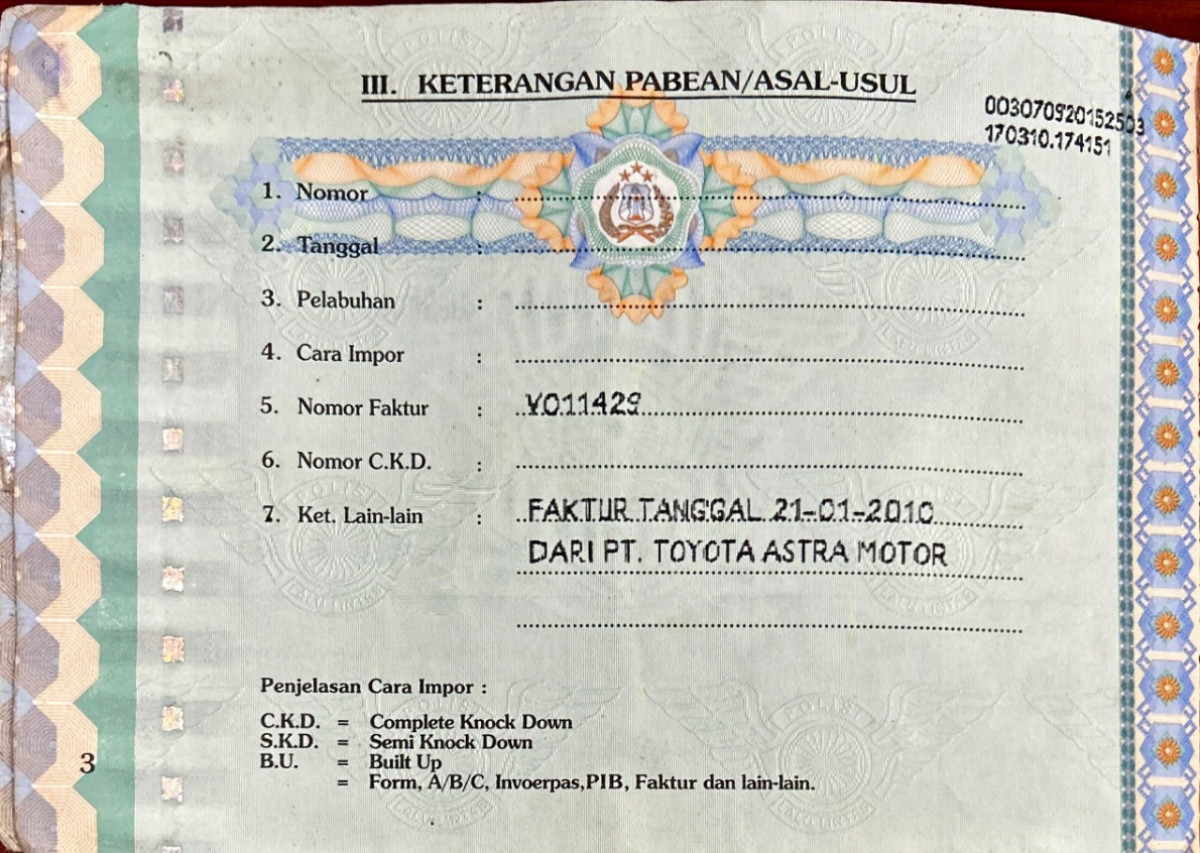 III. KETERANGAN PABEAN/ASAL-USUL
003070920152503
170310.174151
1. Nomor :
2. Tanggal :
3. Pelabuhan :
4. Cara Impor :
5. Nomor Faktur : V011429
6. Nomor C.K.D. :
7. Ket. Lain-lain : FAKTUR TANGGAL 21-01-2010
DARI PT. TOYOTA ASTRA MOTOR
Penjelasan Cara Impor :
C.K.D. = Complete Knock Down
S.K.D. = Semi Knock Down
B.U. = Built Up
= Form, A/B/C, Invoerpas,PIB, Faktur dan lain-lain.
3